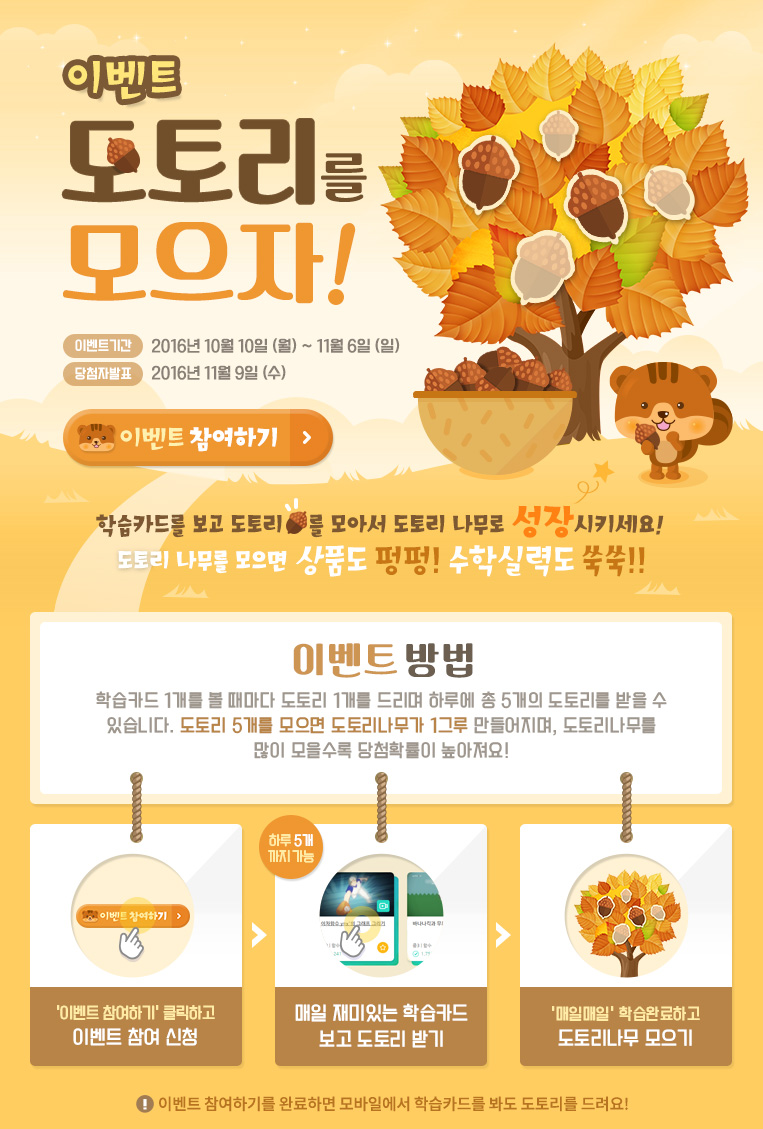 이벤트
도토리를
모으자!
이벤트기간 2016년 10월 10일 (월) ~ 11월 6일 (일)
당첨자발표 2016년 11월 9일 (수)
이벤트 참여하기
학습카드를 보고 도토리를 모아서 도토리 나무로 성장시키세요!
도토리 나무를 모으면 상품도 펑펑! 수학실력도 쑥쑥!!
이벤트 방법
학습카드 1개를 볼 때마다 도토리 1개를 드리며 하루에 총 5개의 도토리를 받을 수
있습니다. 도토리 5개를 모으면 도토리나무가 1그루 만들어지며, 도토리나무를
많이 모을수록 당첨확률이 높아져요!
이벤트 참여하기
'이벤트 참여하기' 클릭하고
이벤트 참여 신청
하루 5개
까지 가능
매일 재미있는 학습카드
보고 도토리 받기
'매일매일' 학습완료하고
도토리나무 모으기
이벤트 참여하기를 완료하면 모바일에서 학습카드를 봐도 도토리를 드려요!